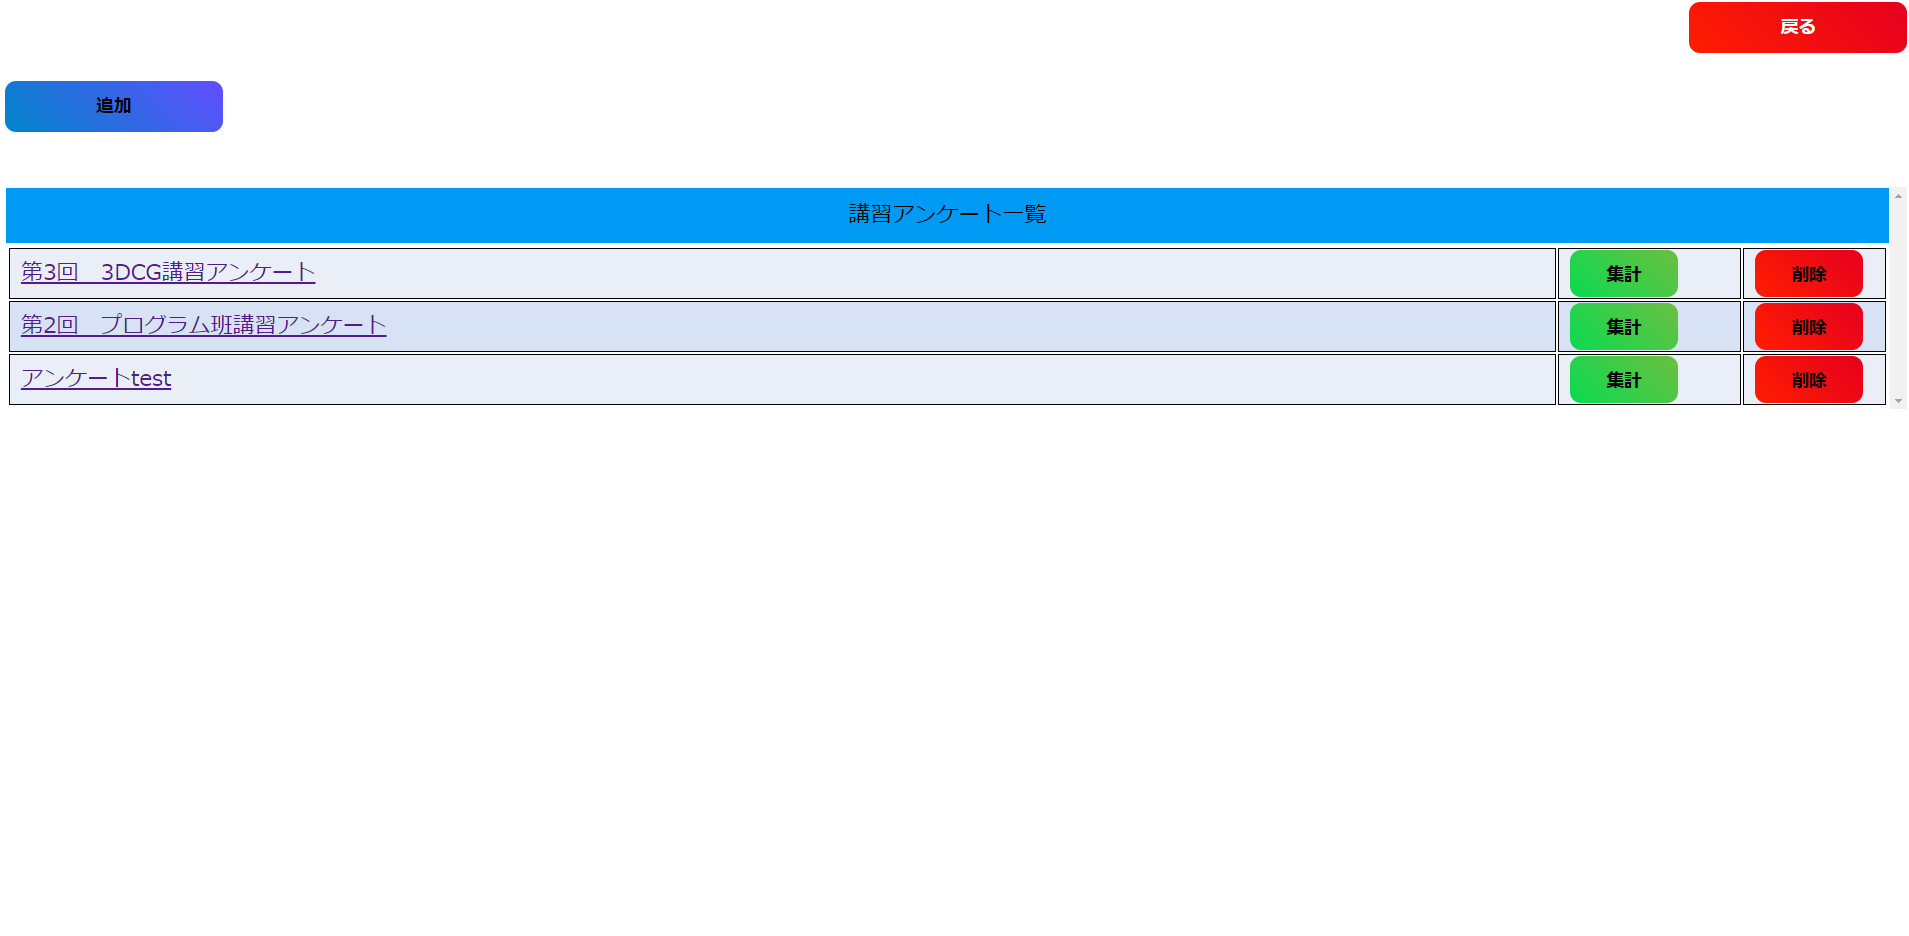 戻る
追加
講習アンケート一覧
第3回　3DCG講習アンケート 集計 削除
第2回　プログラム班講習アンケート 集計 削除
アンケートtest 集計 削除